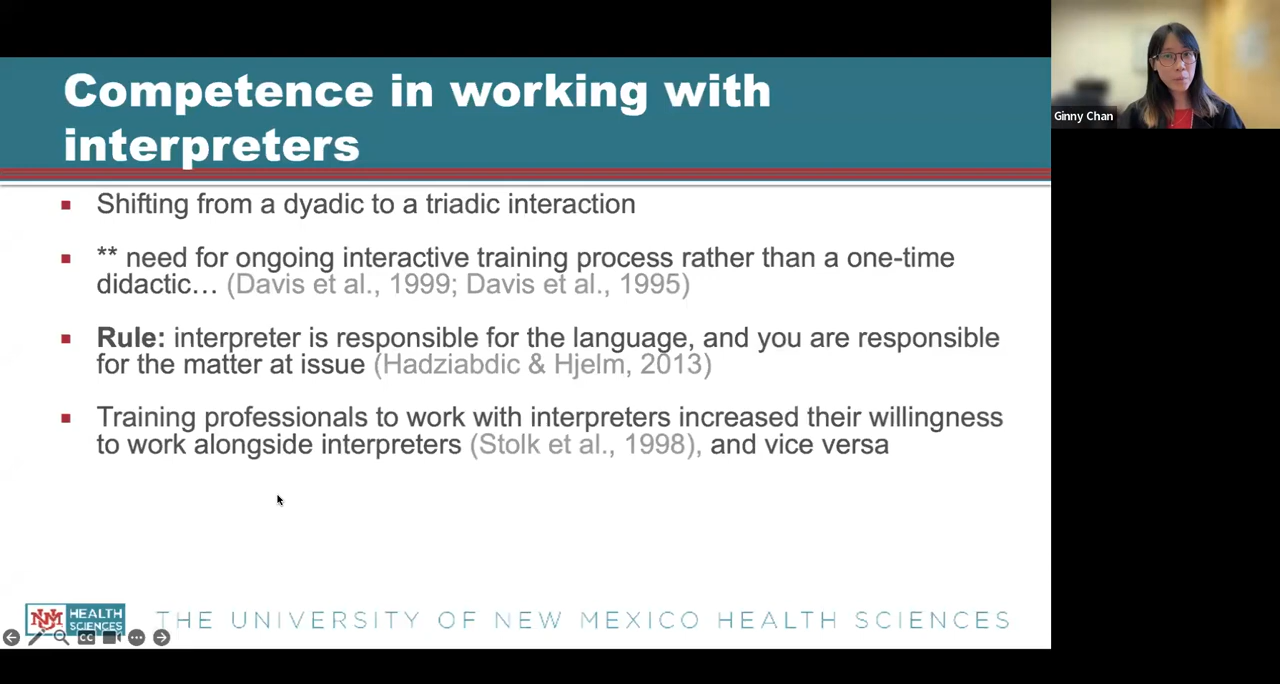 Competence in working with
interpreters
Shifting from a dyadic to a triadic interaction
** need for ongoing interactive training process rather than a one-time
didactic… (Davis et al., 1999; Davis et al., 1995)
Rule: interpreter is responsible for the language, and you are responsible
for the matter at issue (Hadziabdic & Hjelm, 2013)
Training professionals to work with interpreters increased their willingness
to work alongside interpreters (Stolk et al., 1998), and vice versa
Ginny Chan
UNM HEALTH
SCIENCES
THE UNIVERSITY OF NEW MEXICO HEALTH SCIENCES
CC